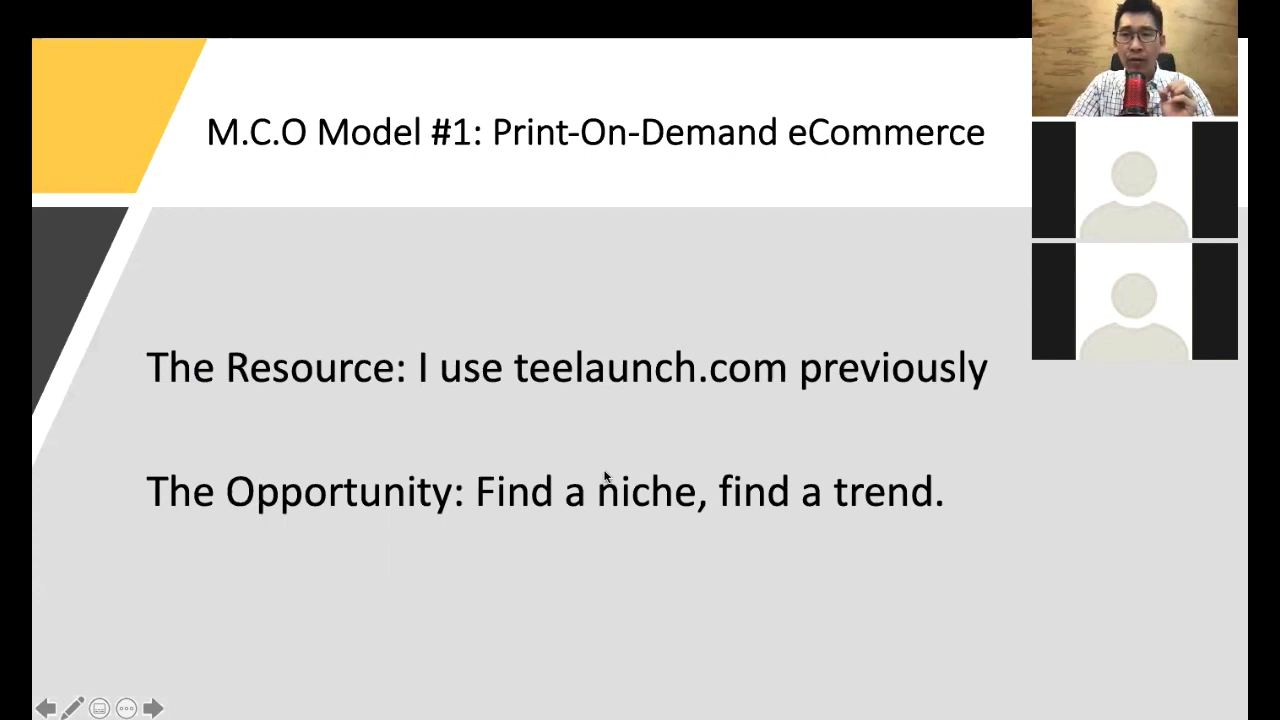 M.C.O Model #1: Print-On-Demand eCommerce
The Resource: I use teelaunch.com previously
The Opportunity: Find a niche, find a trend.